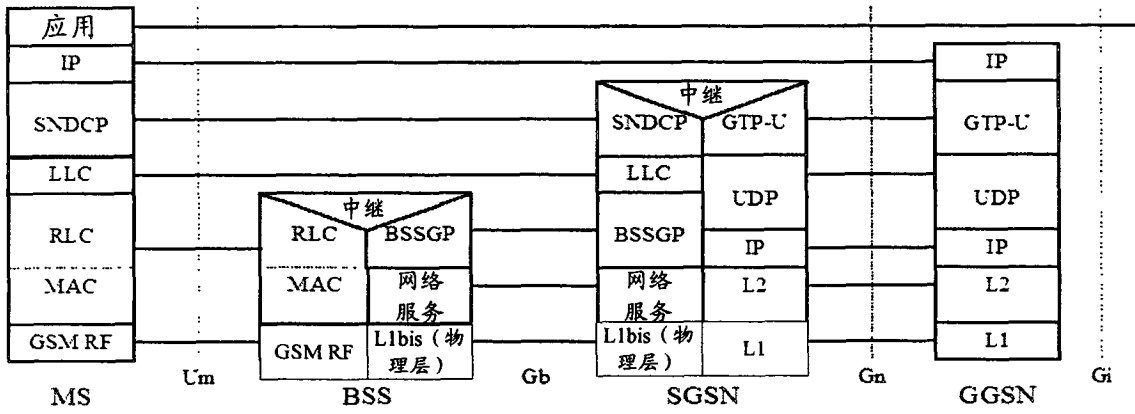 应用
IP
IP
中继
SNDCP
SNDCP
GTP-U
GTP-U
LLC
LLC
UDP
UDP
中继
RLC
RLC
BSSGP
BSSGP
IP
IP
MAC
MAC
网络
服务
网络
服务
L2
L2
GSM RF
GSM RF
L1bis（物
理层）
L1bis（物
理层）
L1
L1
Um
Gb
Gn
Gi
MS
BSS
SGSN
GGSN